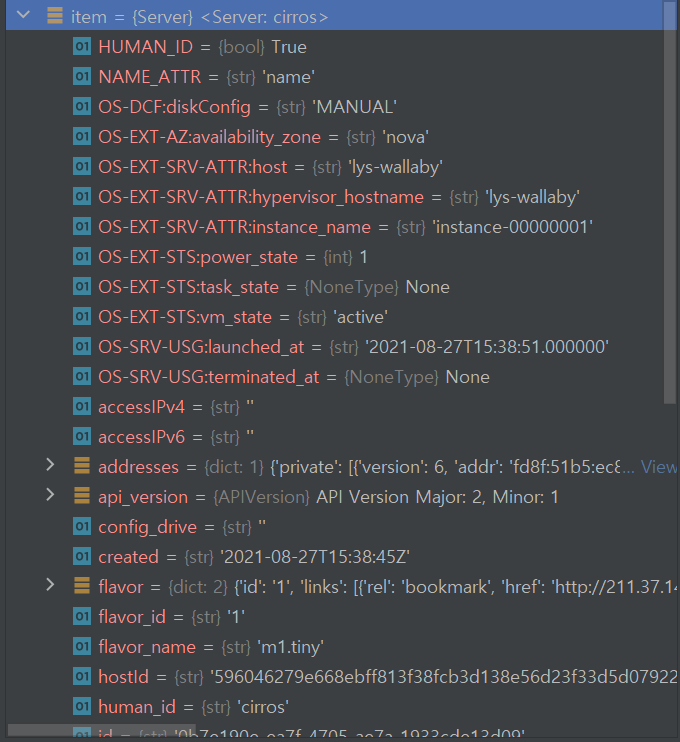 item = {Server} <Server: cirros>
01 HUMAN_ID = {bool} True
01 NAME_ATTR = {str} 'name'
01 OS-DCF:diskConfig = {str} 'MANUAL'
01 OS-EXT-AZ:availability_zone = {str} 'nova'
01 OS-EXT-SRV-ATTR:host = {str} 'lys-wallaby'
01 OS-EXT-SRV-ATTR:hypervisor_hostname = {str} 'lys-wallaby'
01 OS-EXT-SRV-ATTR:instance_name = {str} 'instance-00000001'
01 OS-EXT-STS:power_state = {int} 1
01 OS-EXT-STS:task_state = {NoneType} None
01 OS-EXT-STS:vm_state = {str} 'active'
01 OS-SRV-USG:launched_at = {str} '2021-08-27T15:38:51.000000'
01 OS-SRV-USG:terminated_at = {NoneType} None
01 accessIPv4 = {str} ''
01 accessIPv6 = {str} ''
addresses = {dict: 1} {'private': [{'version': 6, 'addr': 'fd8f:51b5:ec8... View
api_version = {APIVersion} API Version Major: 2, Minor: 1
01 config_drive = {str} ''
01 created = {str} '2021-08-27T15:38:45Z'
flavor = {dict: 2} {'id': '1', 'links': [{'rel': 'bookmark', 'href': 'http://211.37.14
01 flavor_id = {str} '1'
01 flavor_name = {str} 'm1.tiny'
01 hostId = {str} '596046279e668ebff813f38fcb3d138e56d23f33d5d07922
01 human_id = {str} 'cirros'
01 id = {str} '0b7e190e-ea7f-4705-ae7a-1933cde13d09'